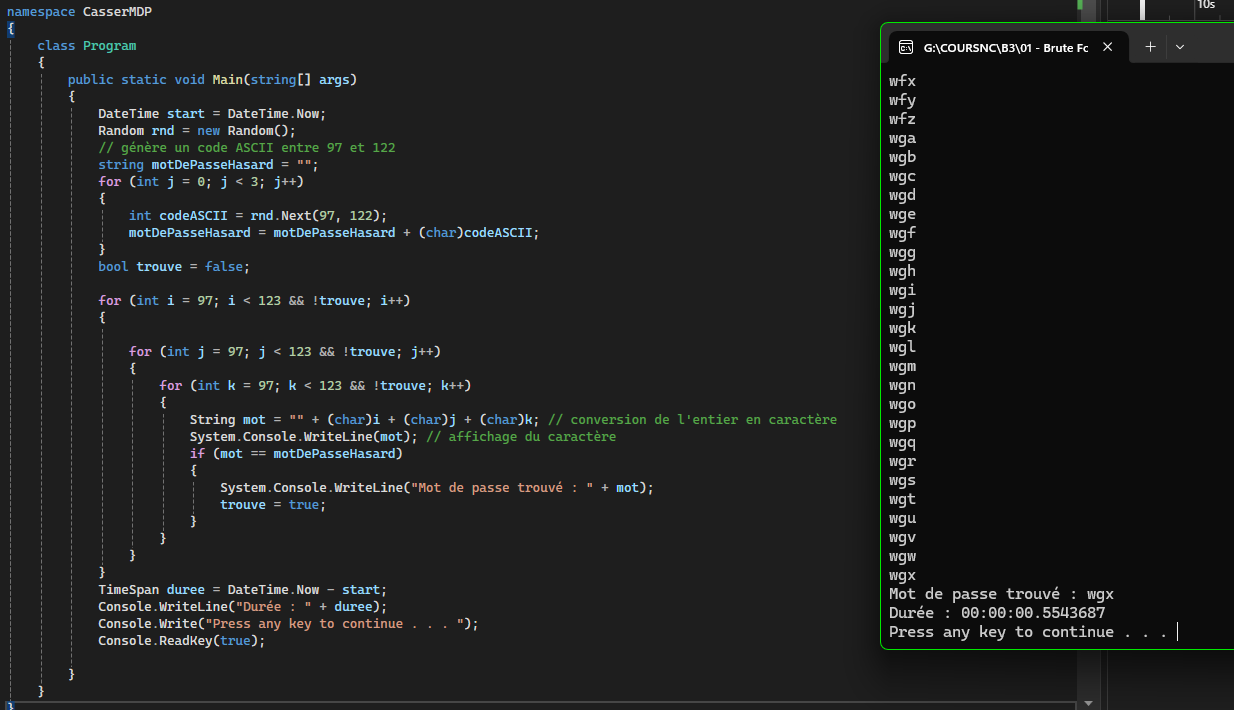 namespace CasserMDP
{
class Program
{
public static void Main(string[] args)
{
DateTime start = DateTime.Now;
Random rnd = new Random();
// génère un code ASCII entre 97 et 122
string motDePasseHasard = "";
for (int j = 0; j < 3; j++)
{
int codeASCII = rnd.Next(97, 122);
motDePasseHasard = motDePasseHasard + (char)codeASCII;
}
bool trouve = false;
for (int i = 97; i < 123 && !trouve; i++)
{
for (int j = 97; j < 123 && !trouve; j++)
{
for (int k = 97; k < 123 && !trouve; k++)
{
String mot = "" + (char)i + (char)j + (char)k; // conversion de l'entier en caractère
System.Console.WriteLine(mot); // affichage du caractère
if (mot == motDePasseHasard)
{
System.Console.WriteLine("Mot de passe trouvé : " + mot);
trouve = true;
}
}
}
}
TimeSpan duree = DateTime.Now - start;
Console.WriteLine("Durée : " + duree);
Console.Write("Press any key to continue . . . ");
Console.ReadKey(true);
}
}
}
10s
G:\COURSNC\B3\01 - Brute Fc
wfx
wfy
wfz
wga
wgb
wgc
wgd
wge
wgf
wgg
wgh
wgi
wgj
wgk
wgl
wgm
wgn
wgo
wgp
wgq
wgr
wgs
wgt
wgu
wgv
wgw
wgx
Mot de passe trouvé : wgx
Durée : 00:00:00.5543687
Press any key to continue . . .